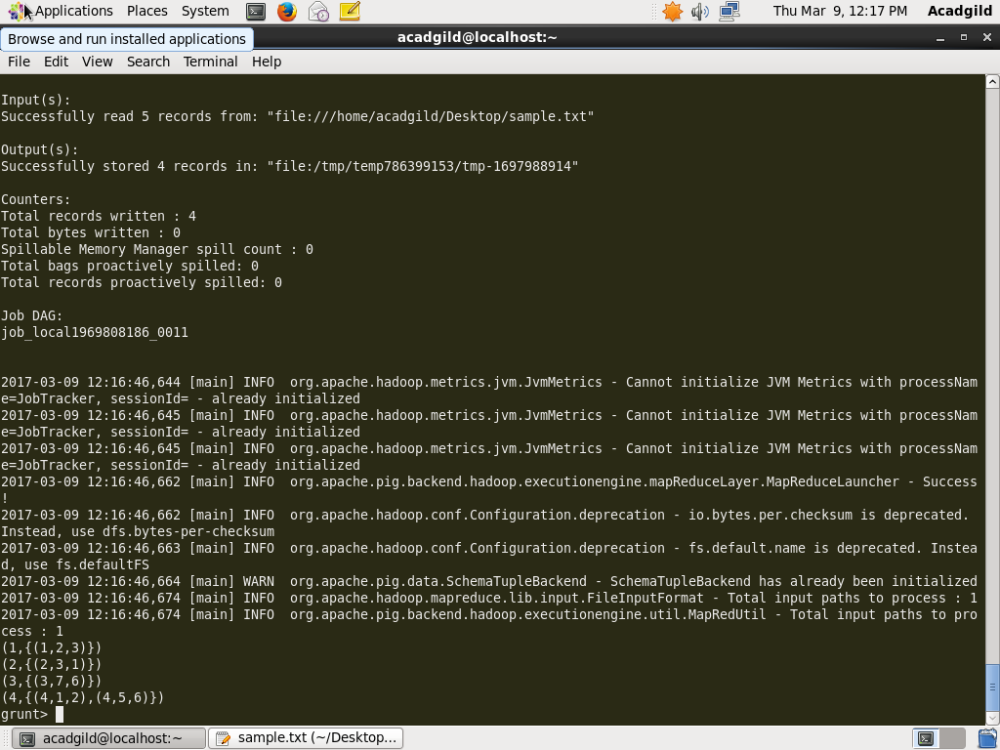 Applications Places System Thu Mar 9, 12:17 PM Acadgild
Browse and run installed applications
acadgild@localhost:~
File Edit View Search Terminal Help
Input(s):
Successfully read 5 records from: "file:///home/acadgild/Desktop/sample.txt"
Output(s):
Successfully stored 4 records in: "file:/tmp/temp786399153/tmp-1697988914"
Counters:
Total records written : 4
Total bytes written : 0
Spillable Memory Manager spill count : 0
Total bags proactively spilled: 0
Total records proactively spilled: 0
Job DAG:
job_local1969808186_0011
2017-03-09 12:16:46,644 [main] INFO  org.apache.hadoop.metrics.jvm.JvmMetrics - Cannot initialize JVM Metrics with processNam
e=JobTracker, sessionId= - already initialized
2017-03-09 12:16:46,645 [main] INFO  org.apache.hadoop.metrics.jvm.JvmMetrics - Cannot initialize JVM Metrics with processNam
e=JobTracker, sessionId= - already initialized
2017-03-09 12:16:46,645 [main] INFO  org.apache.hadoop.metrics.jvm.JvmMetrics - Cannot initialize JVM Metrics with processNam
e=JobTracker, sessionId= - already initialized
2017-03-09 12:16:46,662 [main] INFO  org.apache.pig.backend.hadoop.executionengine.mapReduceLayer.MapReduceLauncher - Success
!
2017-03-09 12:16:46,662 [main] INFO  org.apache.hadoop.conf.Configuration.deprecation - io.bytes.per.checksum is deprecated.
Instead, use dfs.bytes-per-checksum
2017-03-09 12:16:46,663 [main] INFO  org.apache.hadoop.conf.Configuration.deprecation - fs.default.name is deprecated. Instea
d, use fs.defaultFS
2017-03-09 12:16:46,664 [main] WARN  org.apache.pig.data.SchemaTupleBackend - SchemaTupleBackend has already been initialized
2017-03-09 12:16:46,674 [main] INFO  org.apache.hadoop.mapreduce.lib.input.FileInputFormat - Total input paths to process : 1
2017-03-09 12:16:46,674 [main] INFO  org.apache.pig.backend.hadoop.executionengine.util.MapRedUtil - Total input paths to pro
cess : 1
(1,{(1,2,3)})
(2,{(2,3,1)})
(3,{(3,7,6)})
(4,{(4,1,2),(4,5,6)})
grunt>
acadgild@localhost:~ sample.txt (~/Desktop...